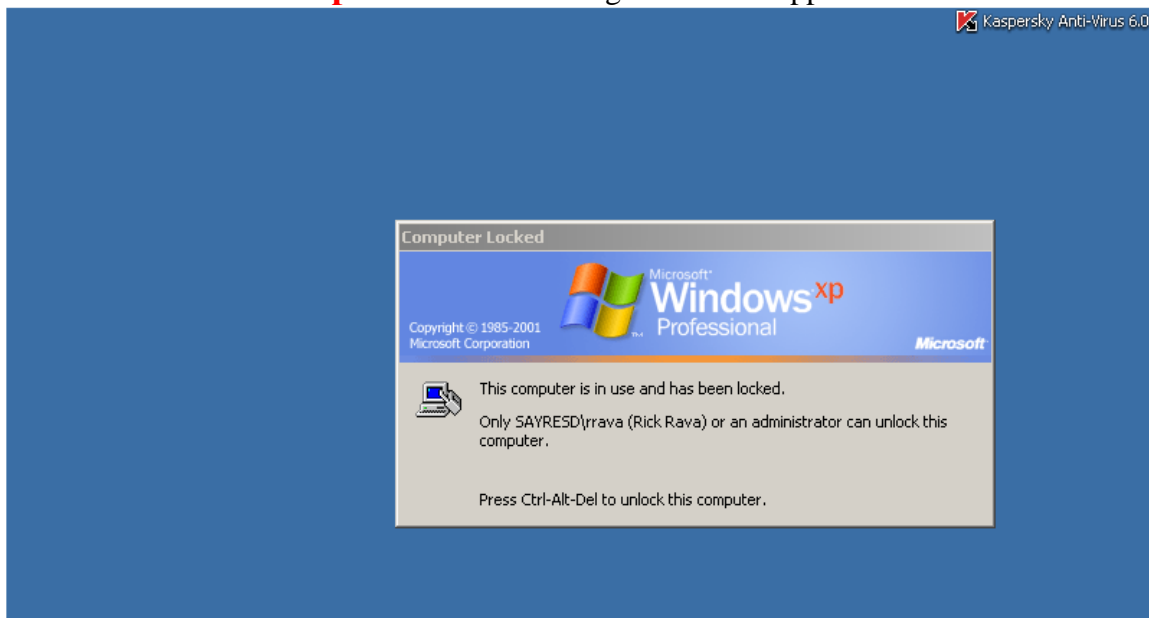 Kaspersky Anti-Virus 6.0
Computer Locked
Microsoft
Windows xp
Professional
Copyright © 1985-2001
Microsoft Corporation
Microsoft
This computer is in use and has been locked.
Only SAYRESD\rrava (Rick Rava) or an administrator can unlock this
computer.
Press Ctrl-Alt-Del to unlock this computer.